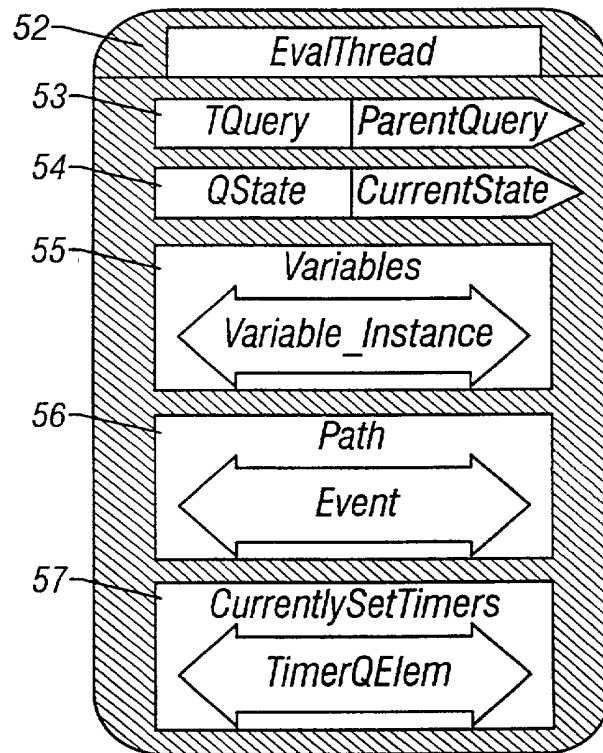 52
EvalThread
53
TQuery ParentQuery
54
QState CurrentState
55
Variables
Variable_Instance
56
Path
Event
57
CurrentlySetTimers
TimerQElem